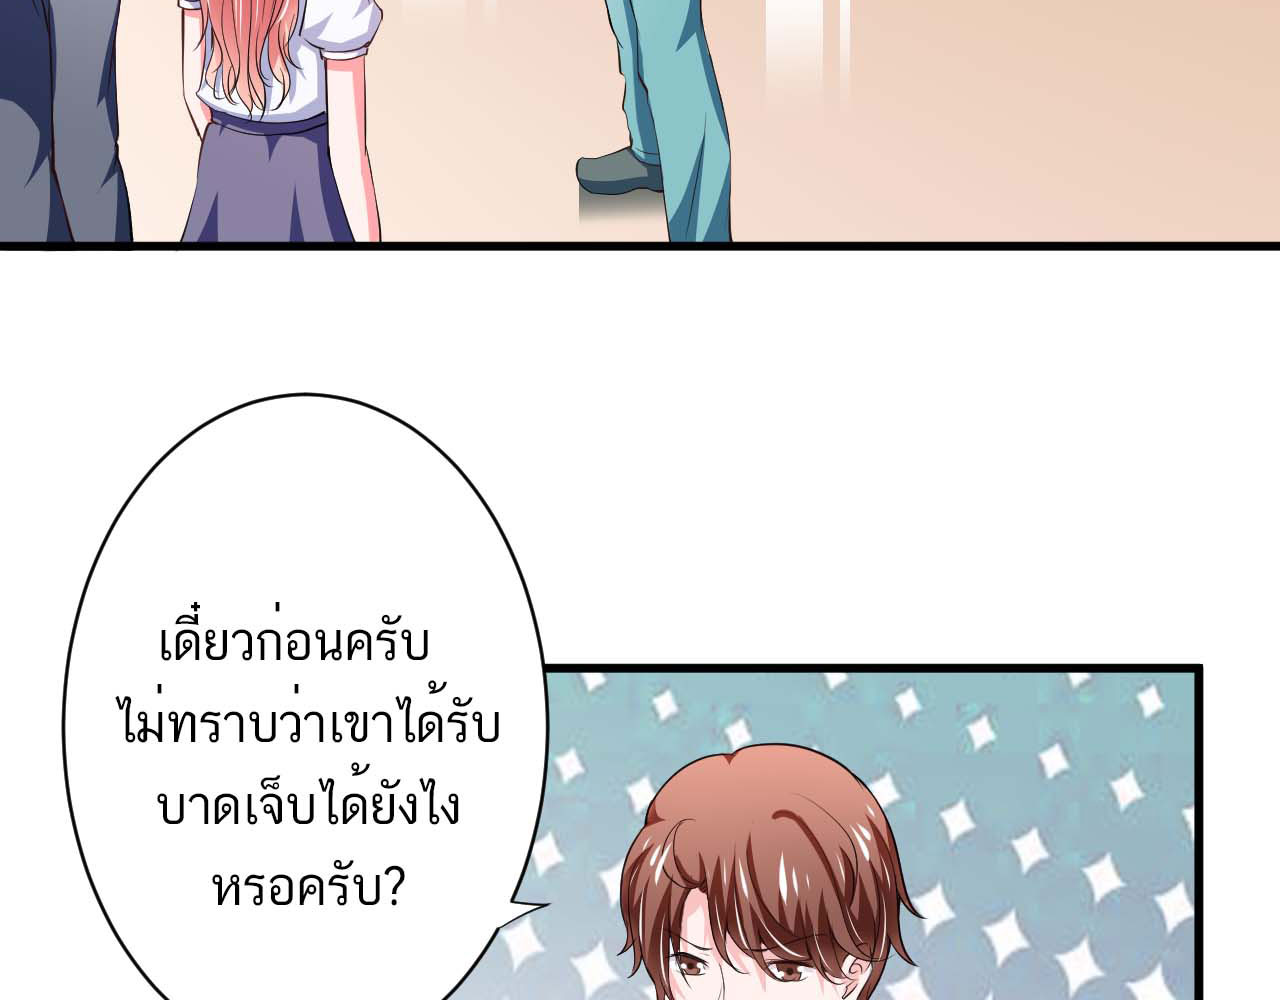 เดี๋ยวก่อนครับ
ไม่ทราบว่าเขาได้รับ
บาดเจ็บได้ยังไง
หรอครับ?